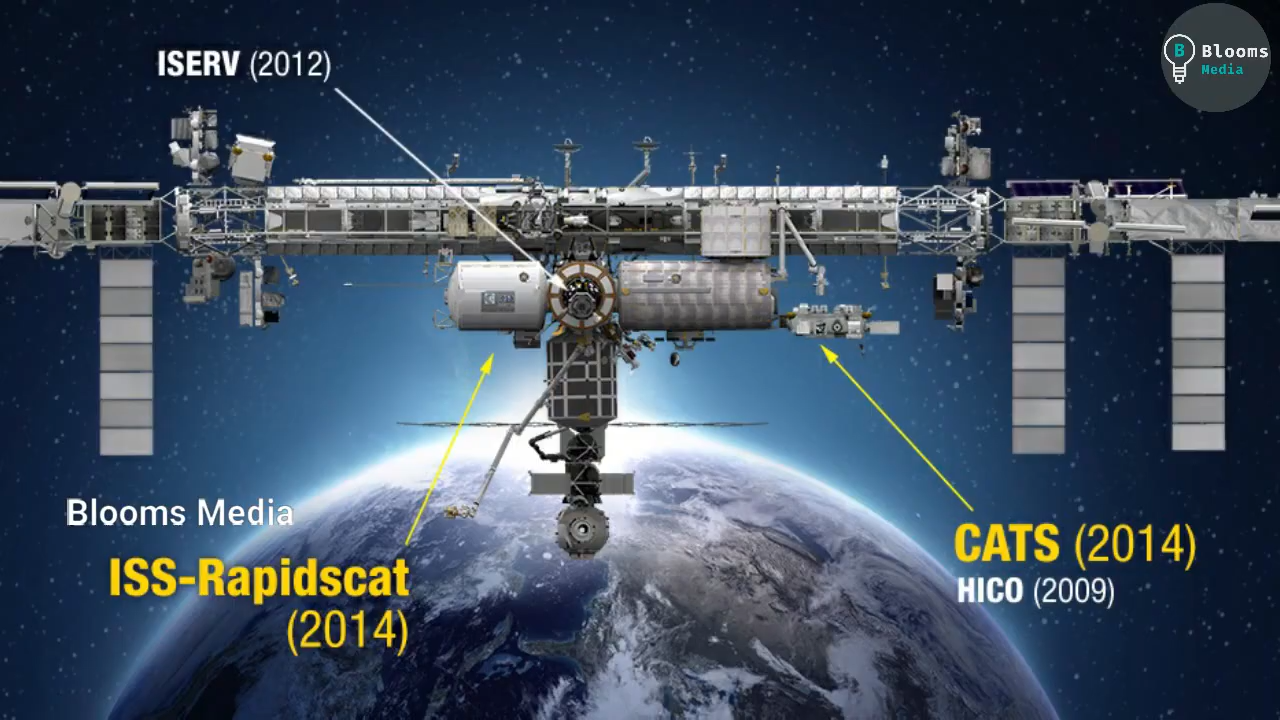 B Blooms
Media
ISERV (2012)
Blooms Media
ISS-Rapidscat
(2014)
CATS (2014)
HICO (2009)